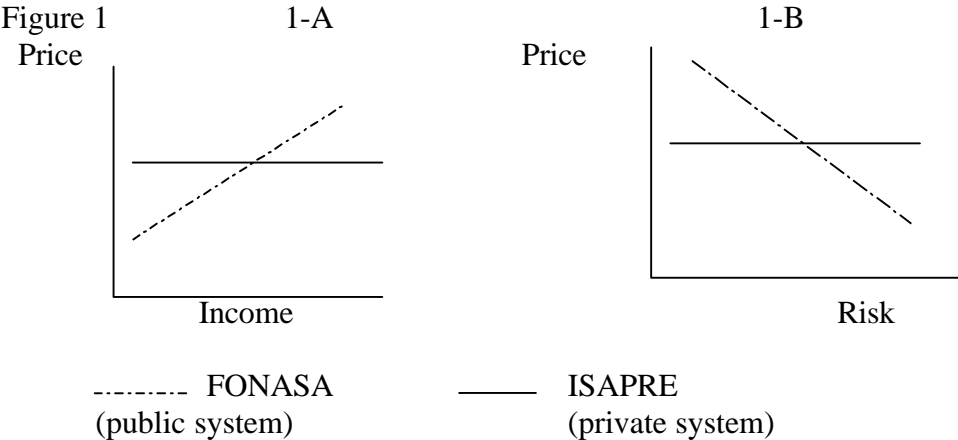 Figure 1 1-A 1-B
Price Price
Income
Risk
FONASA ISAPRE
(public system) (private system)